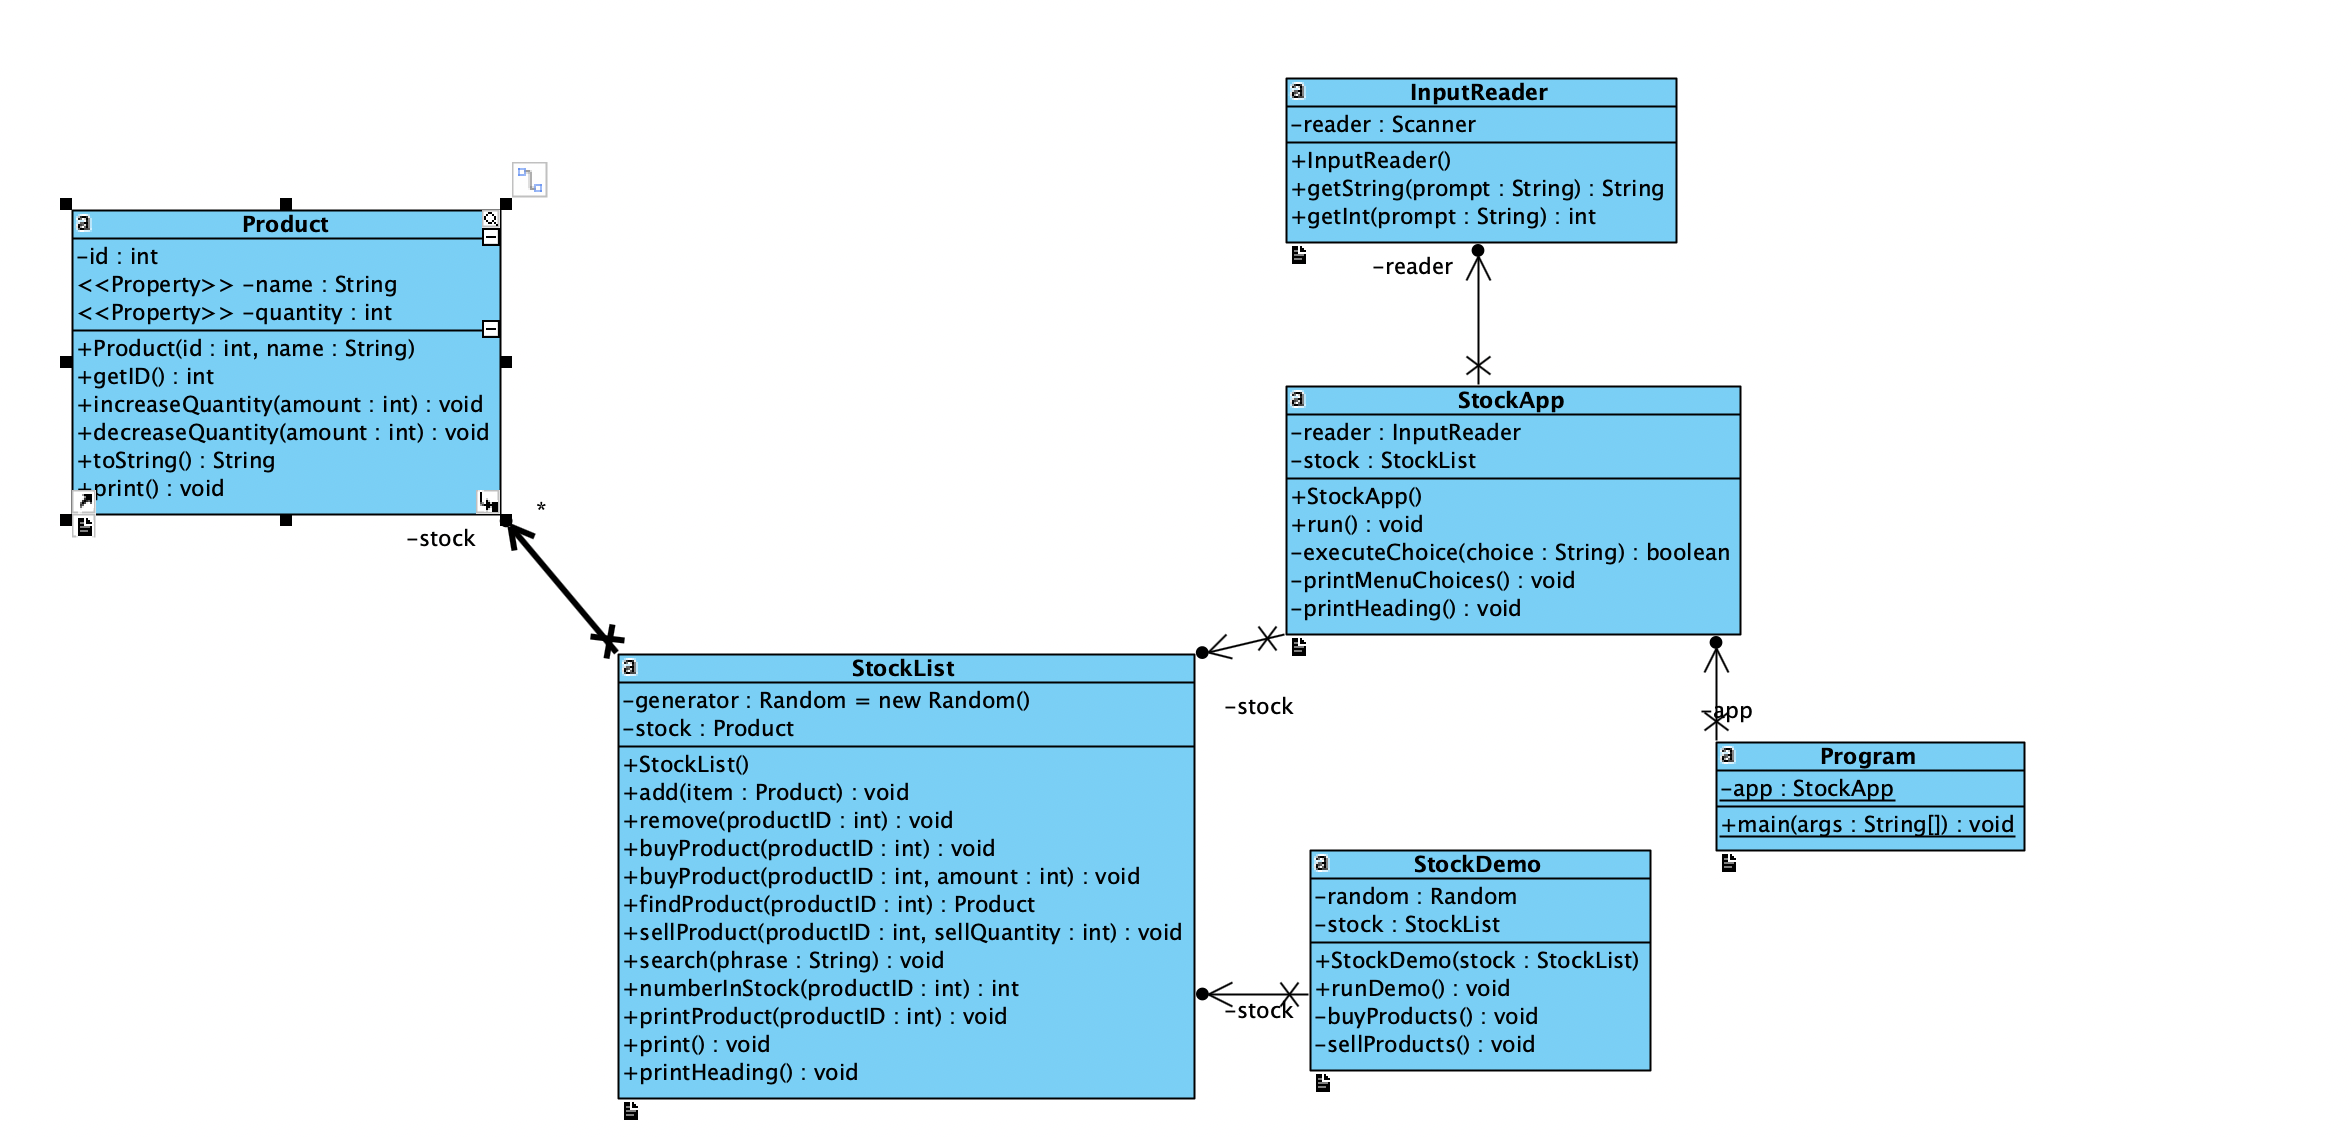 Product
-id : int
<<Property>> -name : String
<<Property>> -quantity : int
+Product(id : int, name : String)
+getID() : int
+increaseQuantity(amount : int) : void
+decreaseQuantity(amount : int) : void
+toString() : String
+print() : void
*
-stock
InputReader
-reader : Scanner
+InputReader()
+getString(prompt : String) : String
+getInt(prompt : String) : int
-reader
StockApp
-reader : InputReader
-stock : StockList
+StockApp()
+run() : void
-executeChoice(choice : String) : boolean
-printMenuChoices() : void
-printHeading() : void
-stock
-app
StockList
-generator : Random = new Random()
-stock : Product
+StockList()
+add(item : Product) : void
+remove(productID : int) : void
+buyProduct(productID : int) : void
+buyProduct(productID : int, amount : int) : void
+findProduct(productID : int) : Product
+sellProduct(productID : int, sellQuantity : int) : void
+search(phrase : String) : void
+numberInStock(productID : int) : int
+printProduct(productID : int) : void
+print() : void
+printHeading() : void
-stock
Program
-app : StockApp
+main(args : String[]) : void
StockDemo
-random : Random
-stock : StockList
+StockDemo(stock : StockList)
+runDemo() : void
-buyProducts() : void
-sellProducts() : void